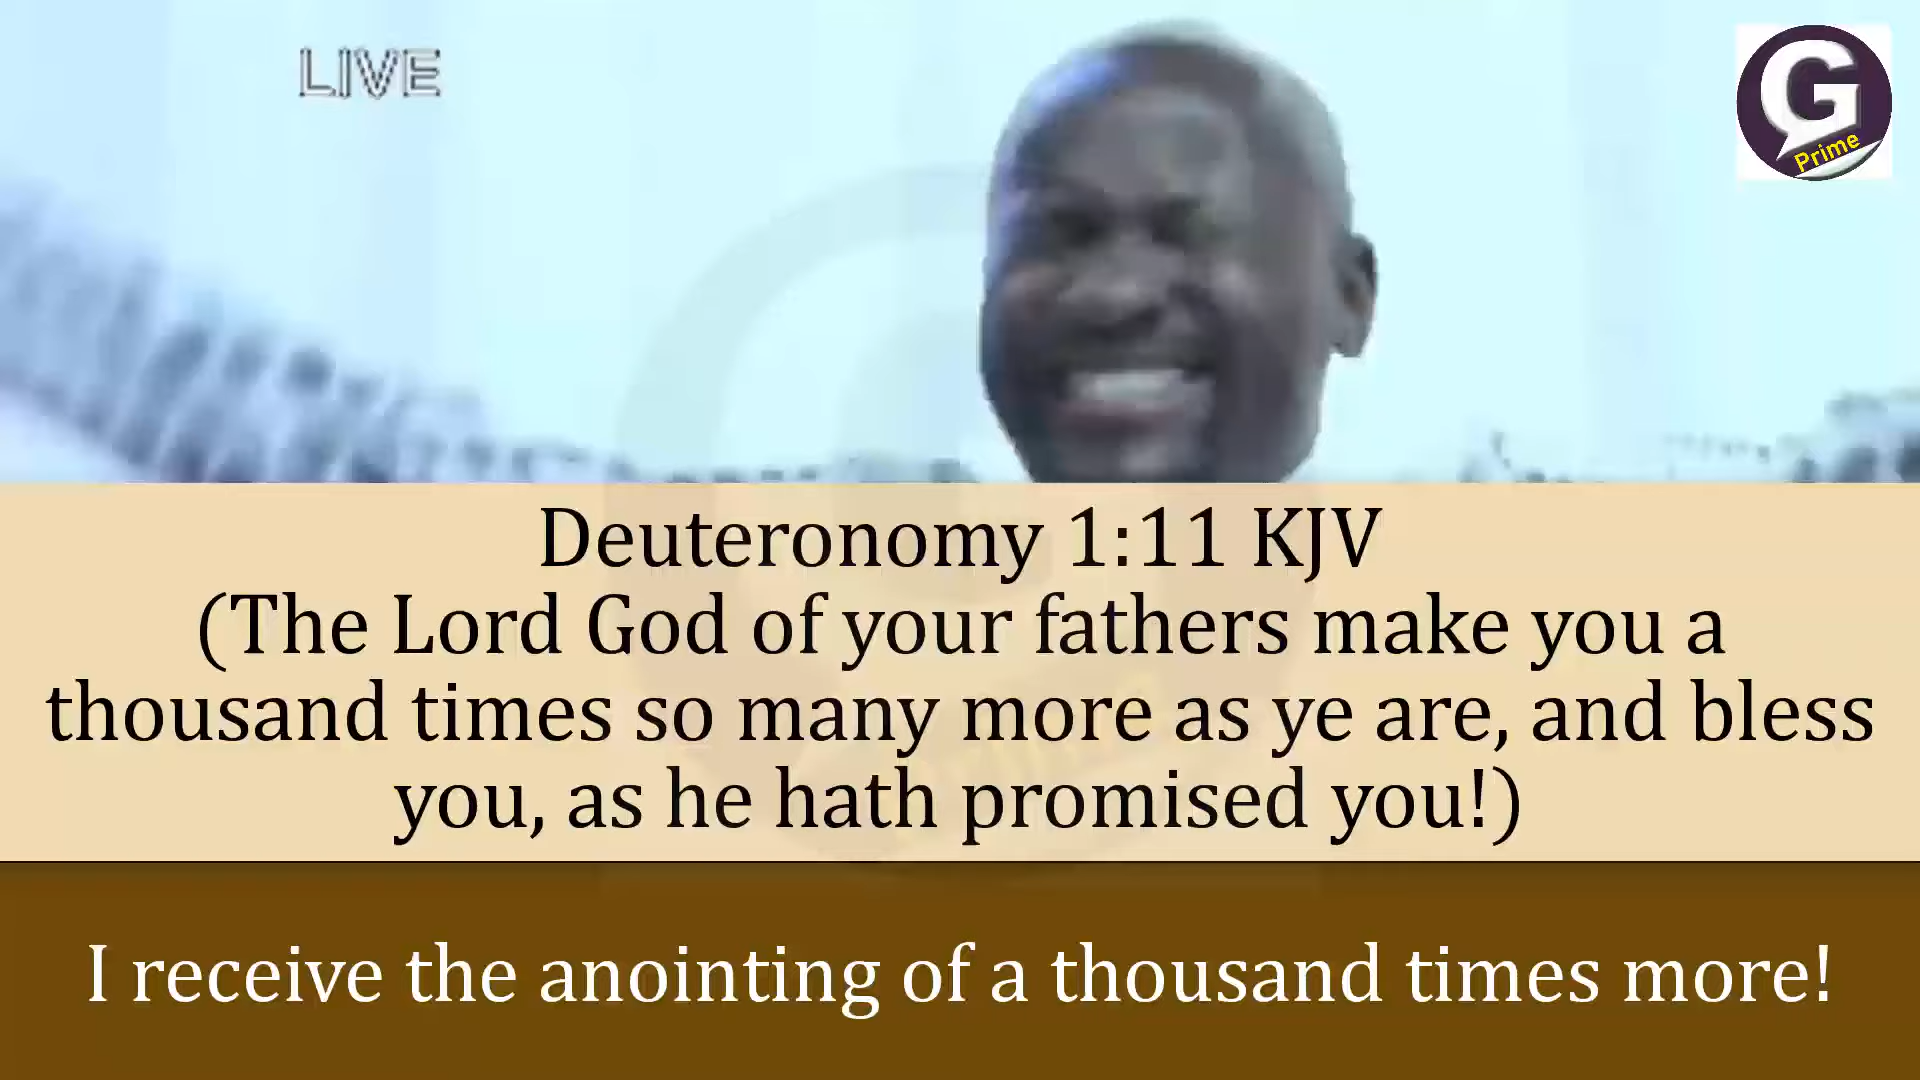 LIVE
G
Prime
Deuteronomy 1:11 KJV
(The Lord God of your fathers make you a
thousand times so many more as ye are, and bless
you, as he hath promised you!)
I receive the anointing of a thousand times more!